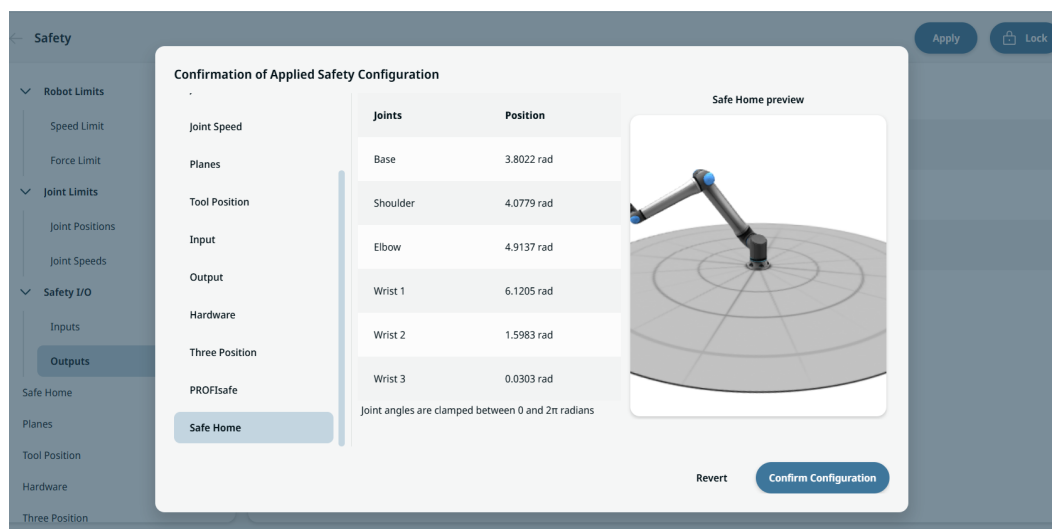 Safety
Apply
Lock
Robot Limits
Speed Limit
Force Limit
Joint Limits
Joint Positions
Joint Speeds
Safety I/O
Inputs
Outputs
Safe Home
Planes
Tool Position
Hardware
Three Position
Confirmation of Applied Safety Configuration
Joint Speed
Planes
Tool Position
Input
Output
Hardware
Three Position
PROFIsafe
Safe Home
Joints Position
Base 3.8022 rad
Shoulder 4.0779 rad
Elbow 4.9137 rad
Wrist 1 6.1205 rad
Wrist 2 1.5983 rad
Wrist 3 0.0303 rad
Joint angles are clamped between 0 and 2π radians
Safe Home preview
Revert
Confirm Configuration